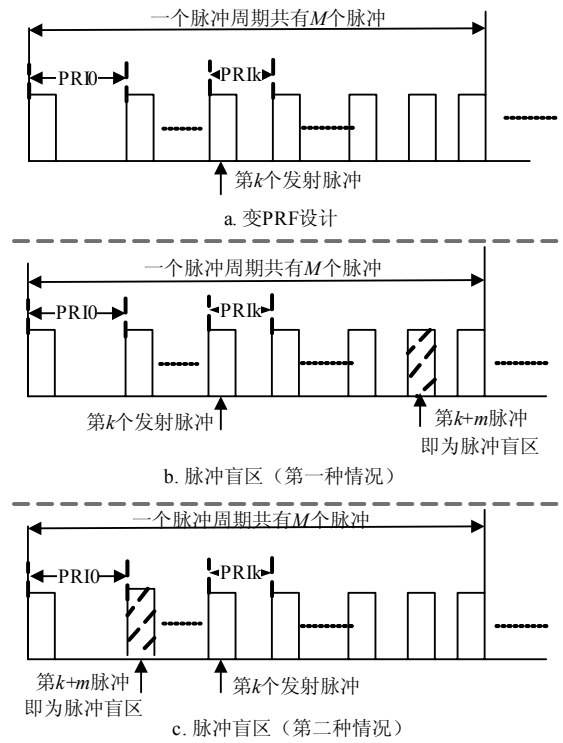 一个脉冲周期共有M个脉冲
PRI0
PRIk
第k个发射脉冲
a. 变PRF设计
一个脉冲周期共有M个脉冲
PRI0
PRIk
第k个发射脉冲
第k+m脉冲
即为脉冲盲区
b. 脉冲盲区（第一种情况）
一个脉冲周期共有M个脉冲
PRI0
PRIk
第k+m脉冲
即为脉冲盲区
第k个发射脉冲
c. 脉冲盲区（第二种情况）